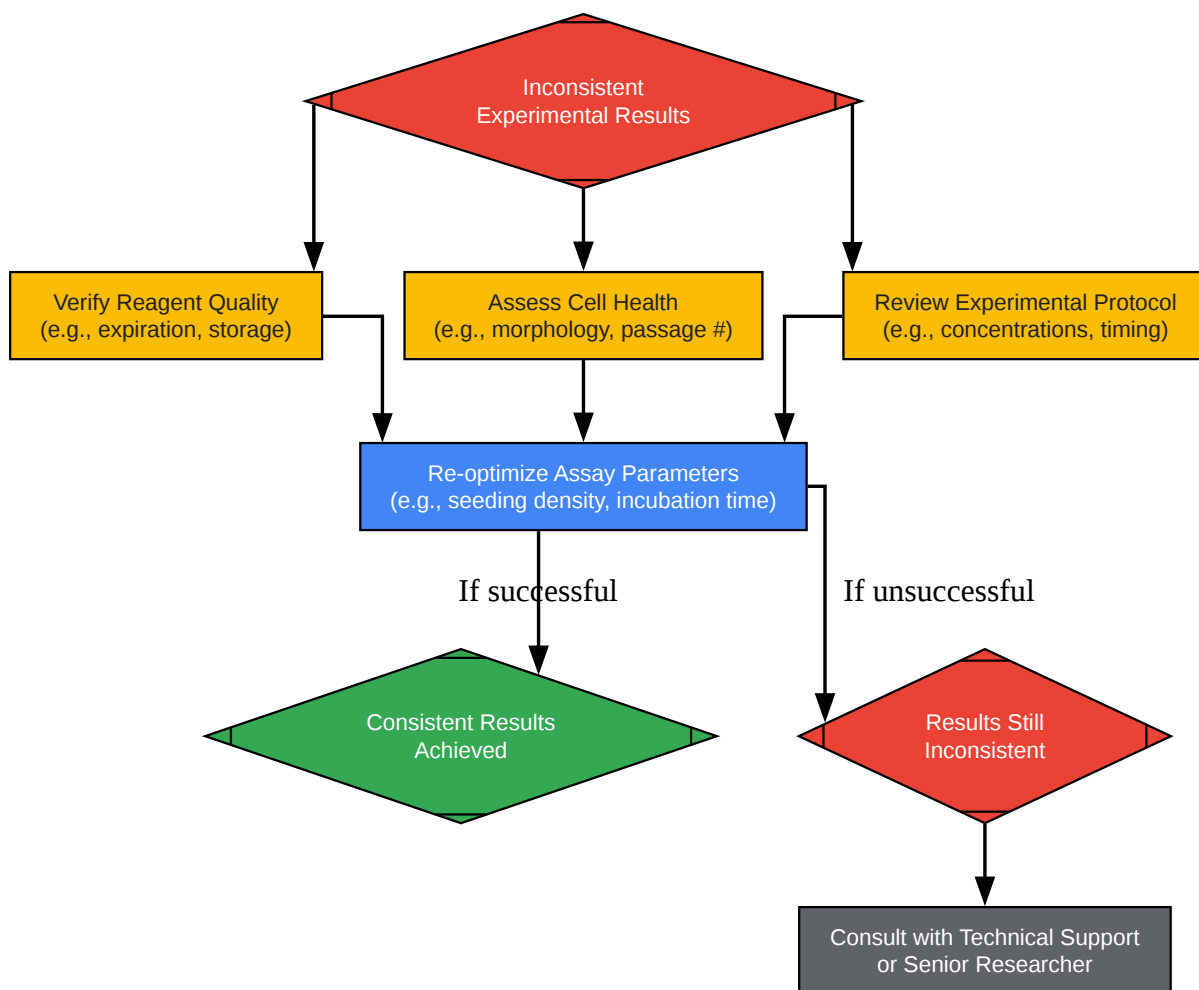 Inconsistent
Experimental Results
Verify Reagent Quality
(e.g., expiration, storage)
Assess Cell Health
(e.g., morphology, passage #)
Review Experimental Protocol
(e.g., concentrations, timing)
Re-optimize Assay Parameters
(e.g., seeding density, incubation time)
If successful
If unsuccessful
Consistent Results
Achieved
Results Still
Inconsistent
Consult with Technical Support
or Senior Researcher